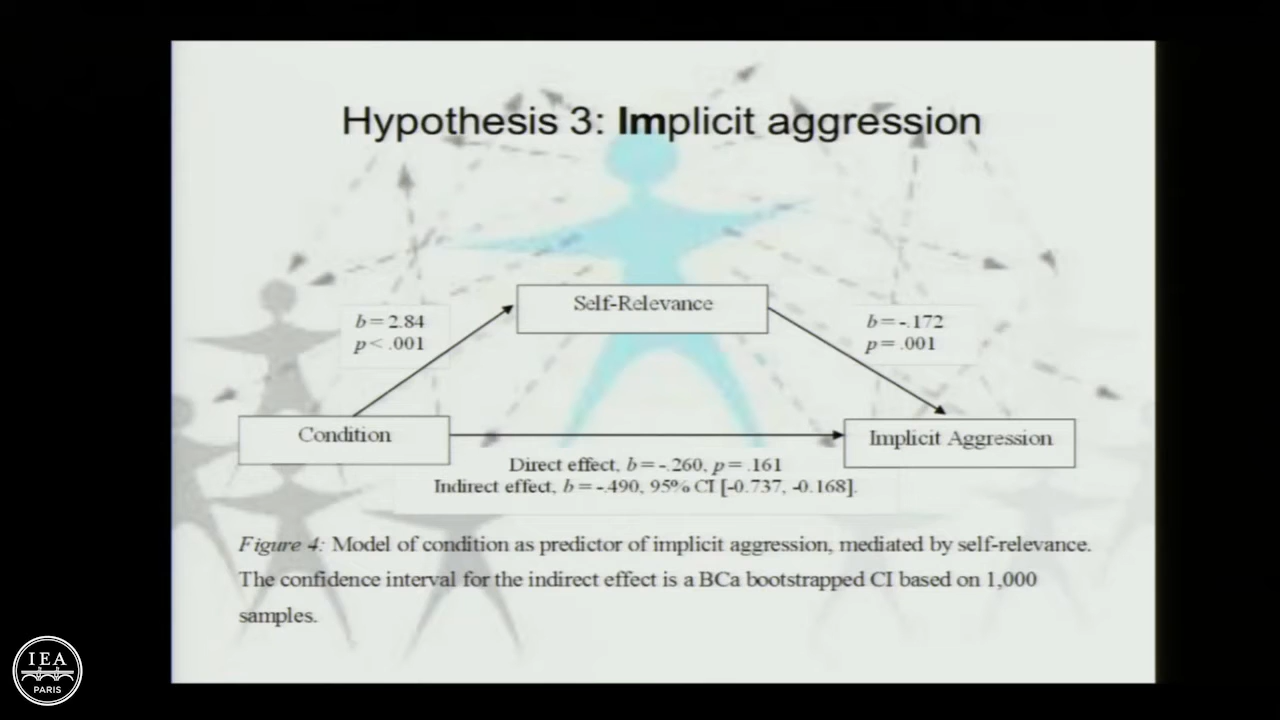 Hypothesis 3: Implicit aggression
Self-Relevance
b = 2.84
p < .001
b = -.172
p = .001
Condition
Implicit Aggression
Direct effect, b = -.260, p = .161
Indirect effect, b = -.490, 95% CI [-0.737, -0.168].
Figure 4: Model of condition as predictor of implicit aggression, mediated by self-relevance.
The confidence interval for the indirect effect is a BCa bootstrapped CI based on 1,000
samples.
IEA
PARIS